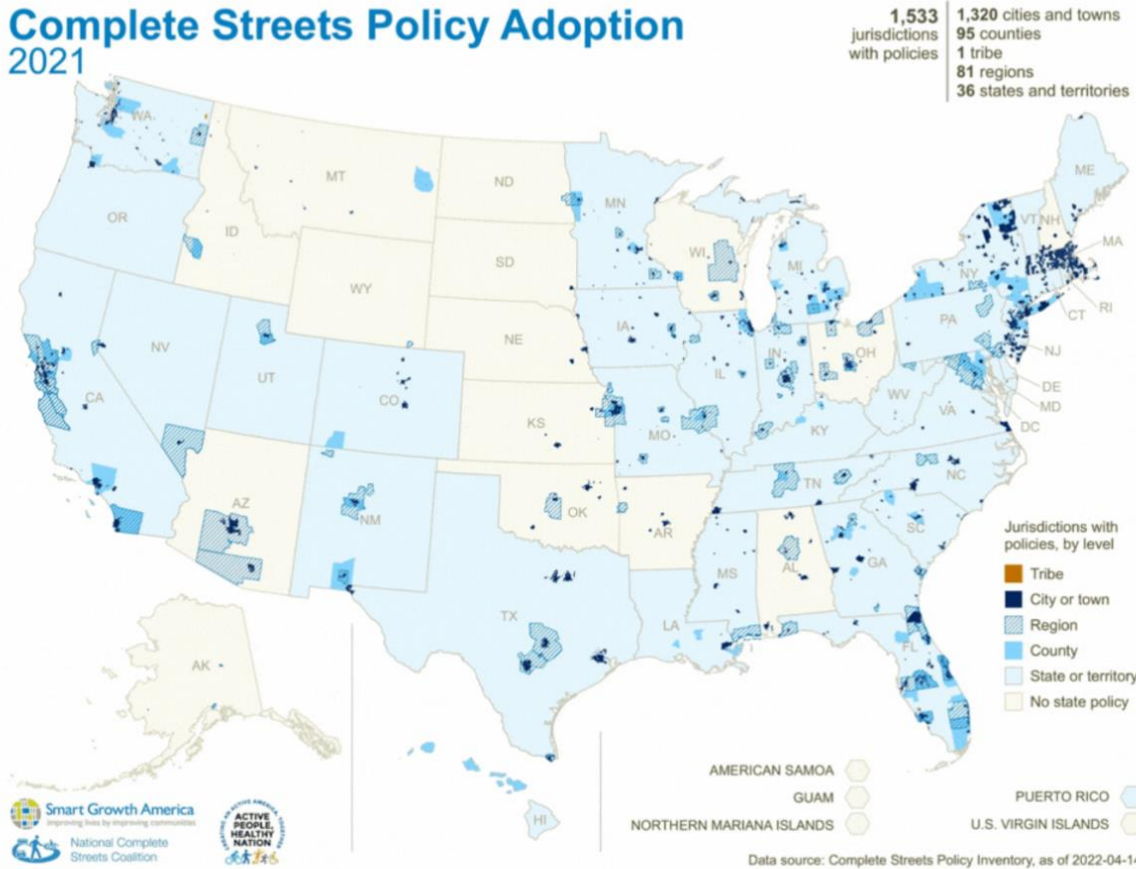 Complete Streets Policy Adoption
2021
1,533
jurisdictions
with policies
1,320 cities and towns
95 counties
1 tribe
81 regions
36 states and territories
WA
OR
CA
NV
ID
MT
WY
UT
CO
AZ
NM
ND
SD
NE
KS
OK
TX
MN
IA
MO
AR
LA
WI
IL
MI
IN
OH
KY
TN
MS
AL
GA
FL
SC
NC
VA
WV
PA
NY
VT
NH
ME
MA
RI
CT
NJ
DE
MD
DC
AK
HI
Jurisdictions with
policies, by level
Tribe
City or town
Region
County
State or territory
No state policy
AMERICAN SAMOA
GUAM
NORTHERN MARIANA ISLANDS
PUERTO RICO
U.S. VIRGIN ISLANDS
Smart Growth America
Improving lives by improving communities
National Complete
Streets Coalition
ACTIVE
PEOPLE,
HEALTHY
NATION
Data source: Complete Streets Policy Inventory, as of 2022-04-14